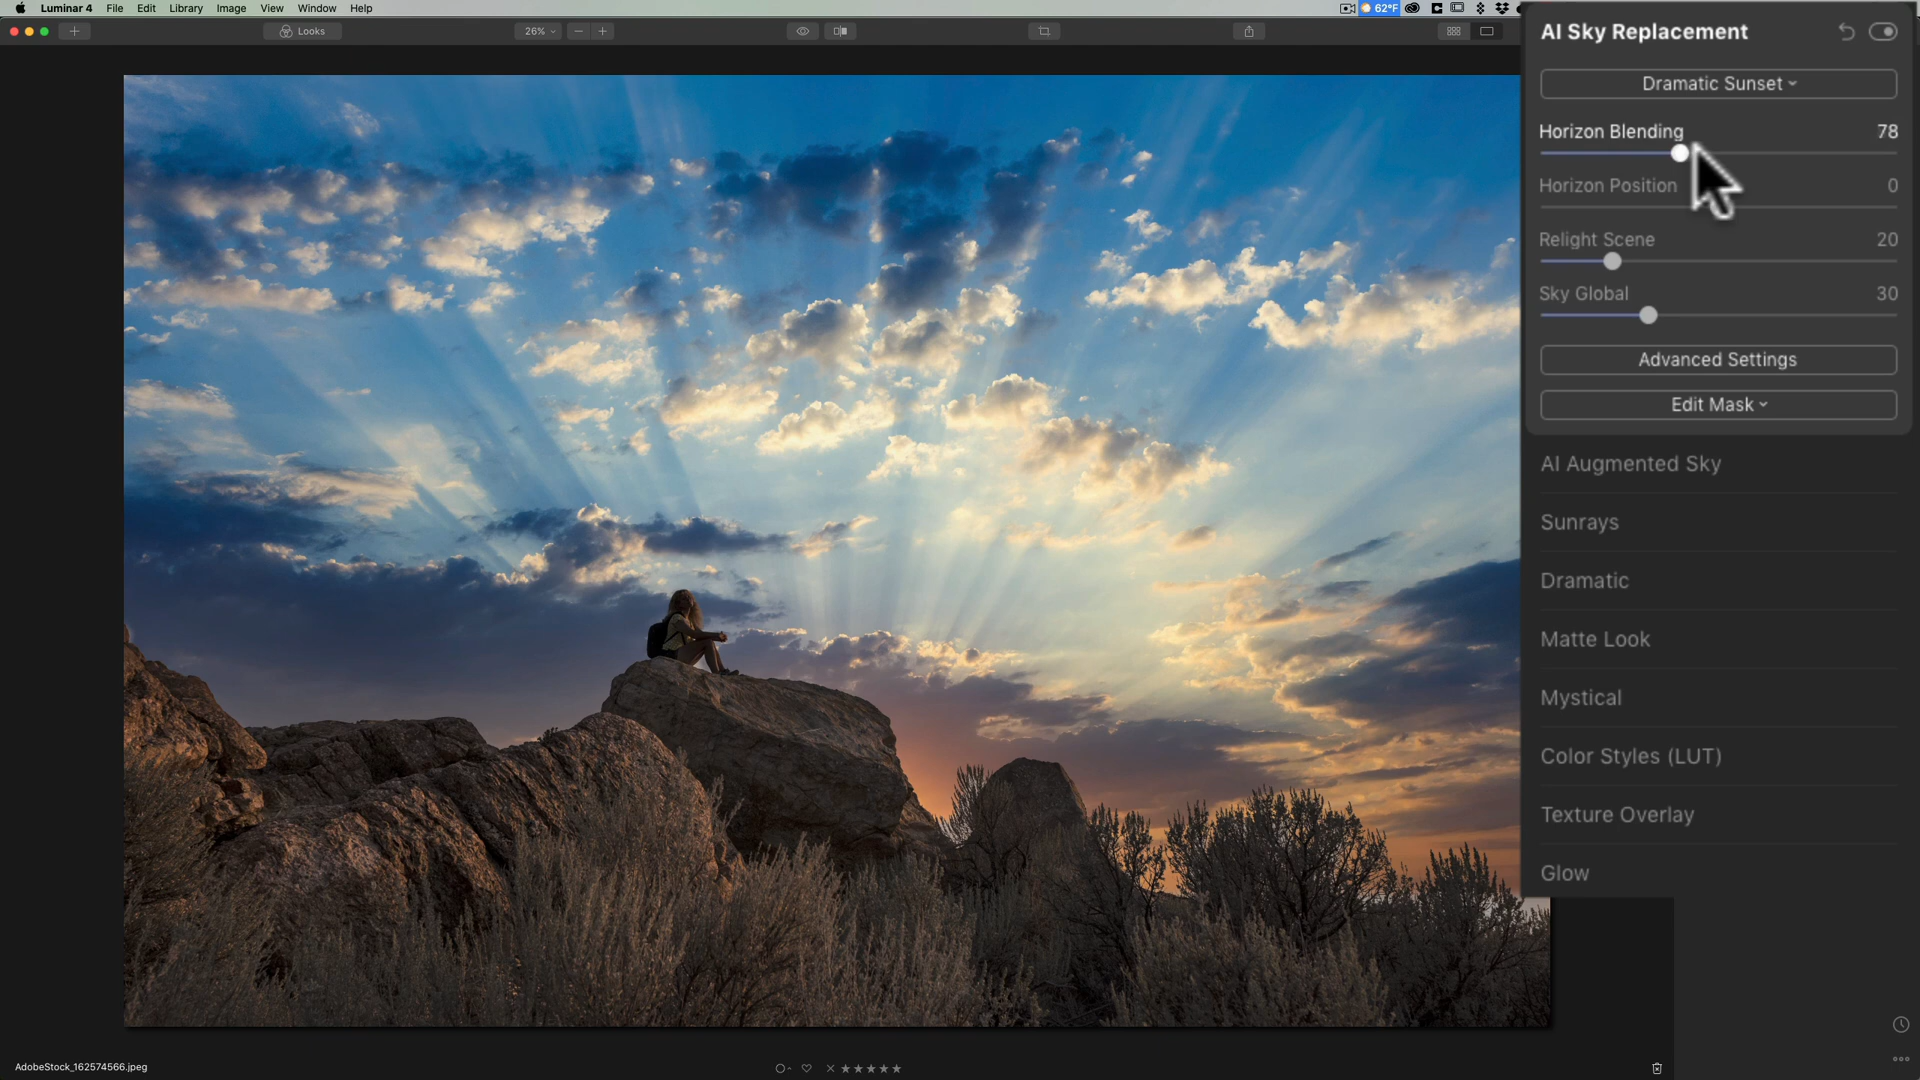 Luminar 4 File Edit Library Image View Window Help
62°F
Looks
26%
AI Sky Replacement
Dramatic Sunset
Horizon Blending 78
Horizon Position 0
Relight Scene 20
Sky Global 30
Advanced Settings
Edit Mask
AI Augmented Sky
Sunrays
Dramatic
Matte Look
Mystical
Color Styles (LUT)
Texture Overlay
Glow
AdobeStock_162574566.jpeg